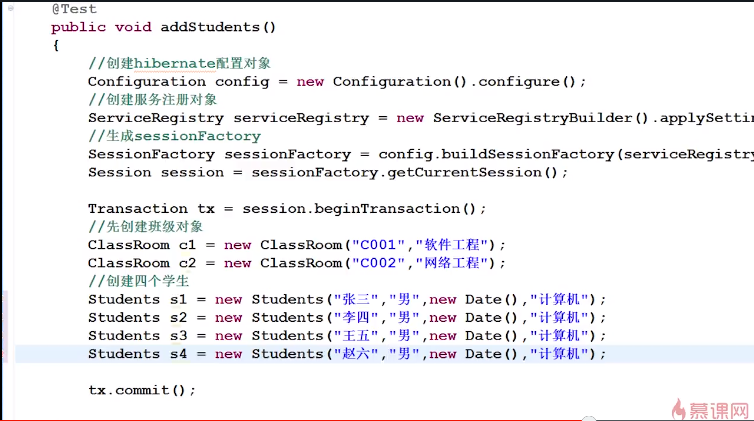 @Test
public void addStudents()
{
//创建hibernate配置对象
Configuration config = new Configuration().configure();
//创建服务注册对象
ServiceRegistry serviceRegistry = new ServiceRegistryBuilder().applySettin
//生成sessionFactory
SessionFactory sessionFactory = config.buildSessionFactory(serviceRegistry
Session session = sessionFactory.getCurrentSession();
Transaction tx = session.beginTransaction();
//先创建班级对象
ClassRoom c1 = new ClassRoom("C001","软件工程");
ClassRoom c2 = new ClassRoom("C002","网络工程");
//创建四个学生
Students s1 = new Students("张三","男",new Date(),"计算机");
Students s2 = new Students("李四","男",new Date(),"计算机");
Students s3 = new Students("王五","男",new Date(),"计算机");
Students s4 = new Students("赵六","男",new Date(),"计算机");
tx.commit();
慕课网